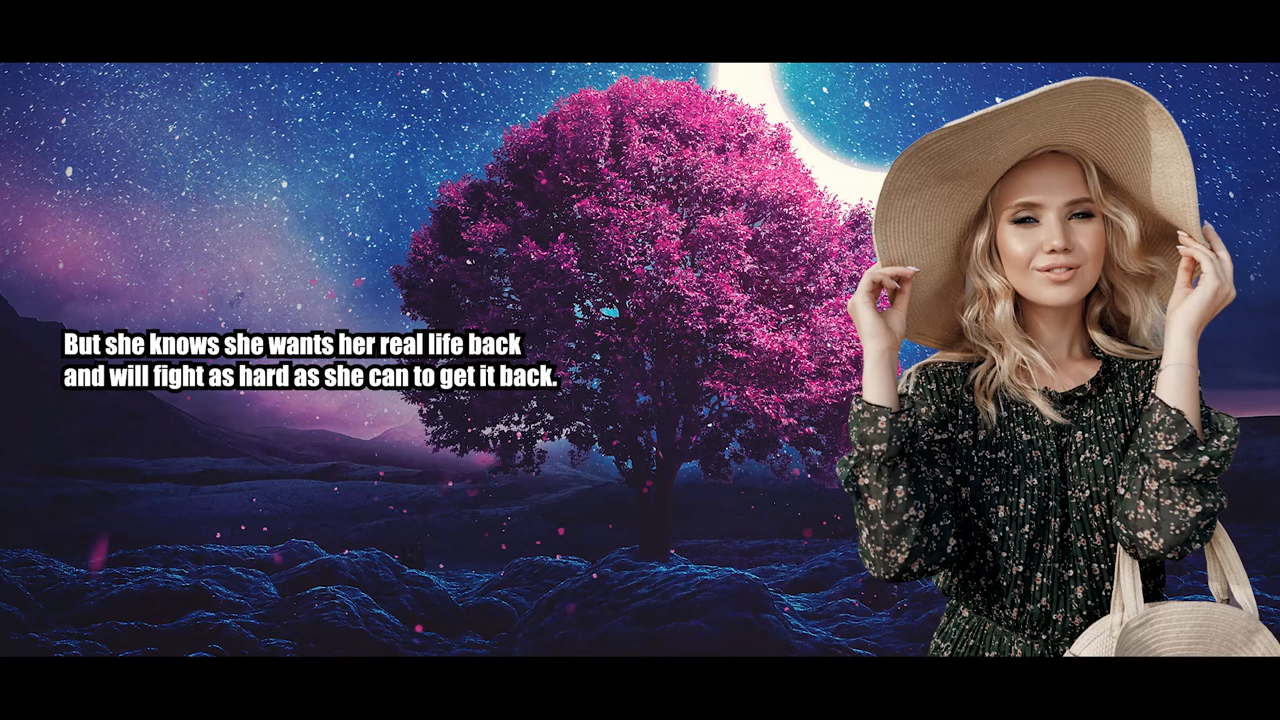 But she knows she wants her real life back
and will fight as hard as she can to get it back.